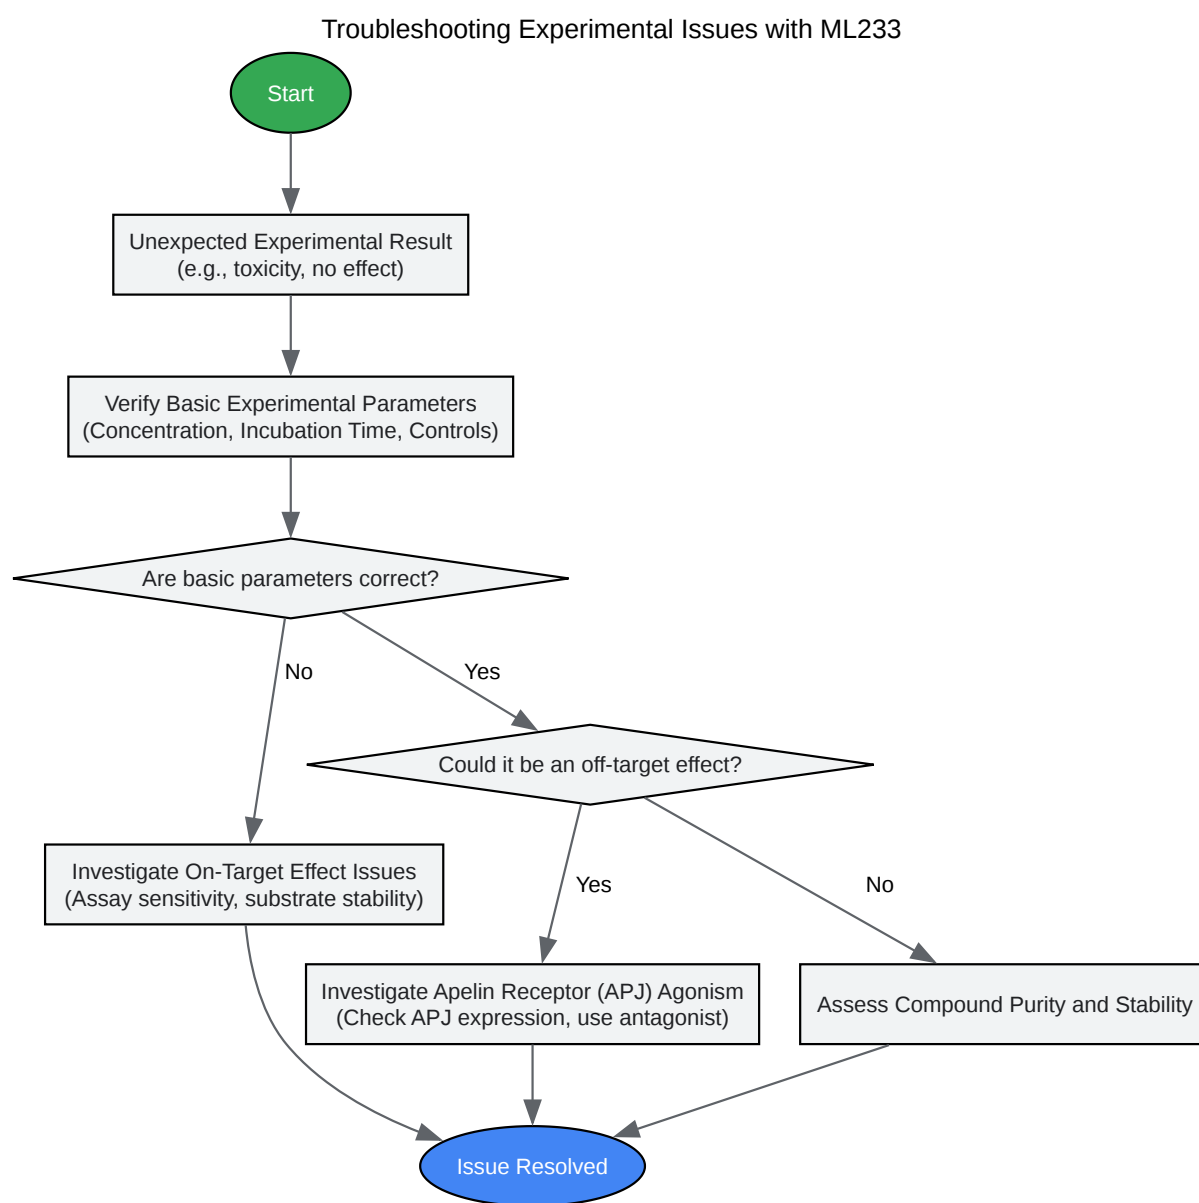 Troubleshooting Experimental Issues with ML233
Start
Unexpected Experimental Result
(e.g., toxicity, no effect)
Verify Basic Experimental Parameters
(Concentration, Incubation Time, Controls)
Are basic parameters correct?
No
Yes
Could it be an off-target effect?
Investigate On-Target Effect Issues
(Assay sensitivity, substrate stability)
Yes
No
Investigate Apelin Receptor (APJ) Agonism
(Check APJ expression, use antagonist)
Assess Compound Purity and Stability
Issue Resolved